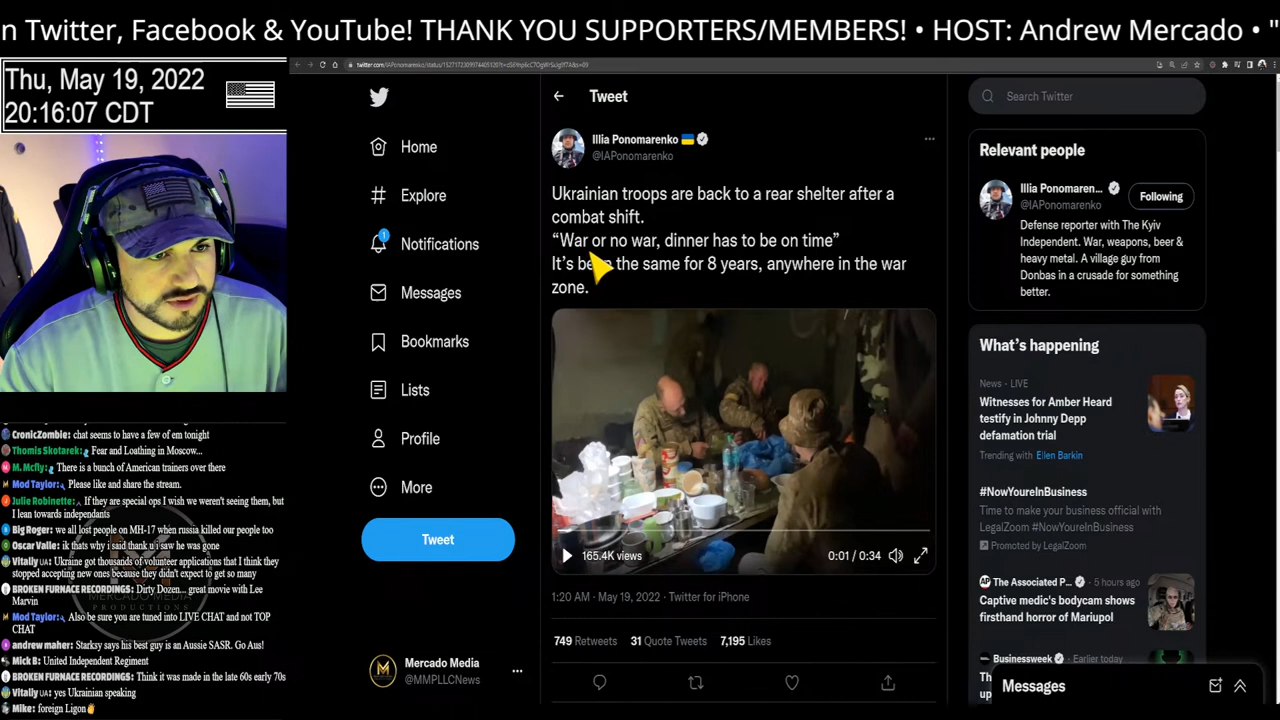 n Twitter, Facebook & YouTube! THANK YOU SUPPORTERS/MEMBERS! • HOST: Andrew Mercado • "
Thu, May 19, 2022
20:16:07 CDT
Tweet
Search Twitter
Home
Explore
1
Notifications
Messages
Bookmarks
Lists
Profile
More
Tweet
Mercado Media
@MMPLLCNews
Illia Ponomarenko
@IAPonomarenko
Ukrainian troops are back to a rear shelter after a
combat shift.
“War or no war, dinner has to be on time”
It’s been the same for 8 years, anywhere in the war
zone.
165.4K views
0:01 / 0:34
1:20 AM · May 19, 2022 · Twitter for iPhone
749 Retweets 31 Quote Tweets 7,195 Likes
Relevant people
Illia Ponomaren...
@IAPonomarenko
Following
Defense reporter with The Kyiv
Independent. War, weapons, beer &
heavy metal. A village guy from
Donbas in a crusade for something
better.
What’s happening
News · LIVE
Witnesses for Amber Heard
testify in Johnny Depp
defamation trial
Trending with Ellen Barkin
#NowYoureInBusiness
Time to make your business official with
LegalZoom #NowYoureInBusiness
Promoted by LegalZoom
AP
The Associated P... · 5 hours ago
Captive medic's bodycam shows
firsthand horror of Mariupol
Businessweek · Earlier today
Messages
CronicZombie: chat seems to have a few of em tonight
Thomis Skotarek: Fear and Loathing in Moscow...
M. Mcfly: There is a bunch of American trainers over there
Mod Taylor: Please like and share the stream.
Julie Robinette: If they are special ops I wish we weren't seeing them, but
I lean towards independants
Big Roger: we all lost people on MH-17 when russia killed our people too
Oscar Valle: ik thats why i said thank u i saw he was gone
Vitally UA: Ukraine got thousands of volunteer applications that I think they
stopped accepting new ones because they didn't expect to get so many
BROKEN FURNACE RECORDINGS: Dirty Dozen... great movie with Lee
Marvin
Mod Taylor: Also be sure you are tuned into LIVE CHAT and not TOP
CHAT
andrew maher: Starksy says his best guy is an Aussie SASR. Go Aus!
Mick B: United Independent Regiment
BROKEN FURNACE RECORDINGS: Think it was made in the late 60s early 70s
Vitally UA: yes Ukrainian speaking
Mike: foreign Ligon